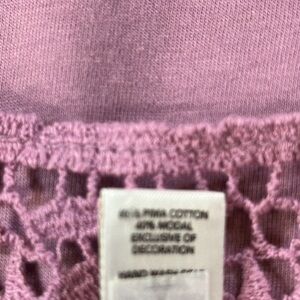 PIMA COTTON
40% MODAL
EXCLUSIVE OF
DECORATION
HAND WASH